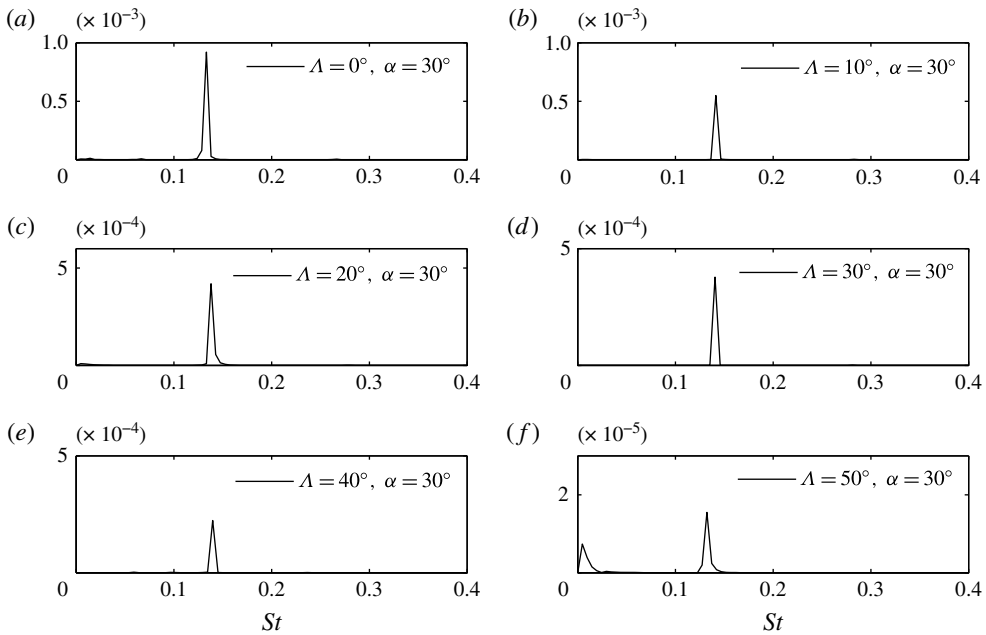 (a) (× 10⁻³) (b) (× 10⁻³)
1.0 1.0
Λ = 0°, α = 30° Λ = 10°, α = 30°
0.5 0.5
0 0.1 0.2 0.3 0.4 0 0.1 0.2 0.3 0.4
(c) (× 10⁻⁴) (d) (× 10⁻⁴)
5 5
Λ = 20°, α = 30° Λ = 30°, α = 30°
0 0.1 0.2 0.3 0.4 0 0.1 0.2 0.3 0.4
(e) (× 10⁻⁴) (f) (× 10⁻⁵)
5 2
Λ = 40°, α = 30° Λ = 50°, α = 30°
0 0.1 0.2 0.3 0.4 0 0.1 0.2 0.3 0.4
St St